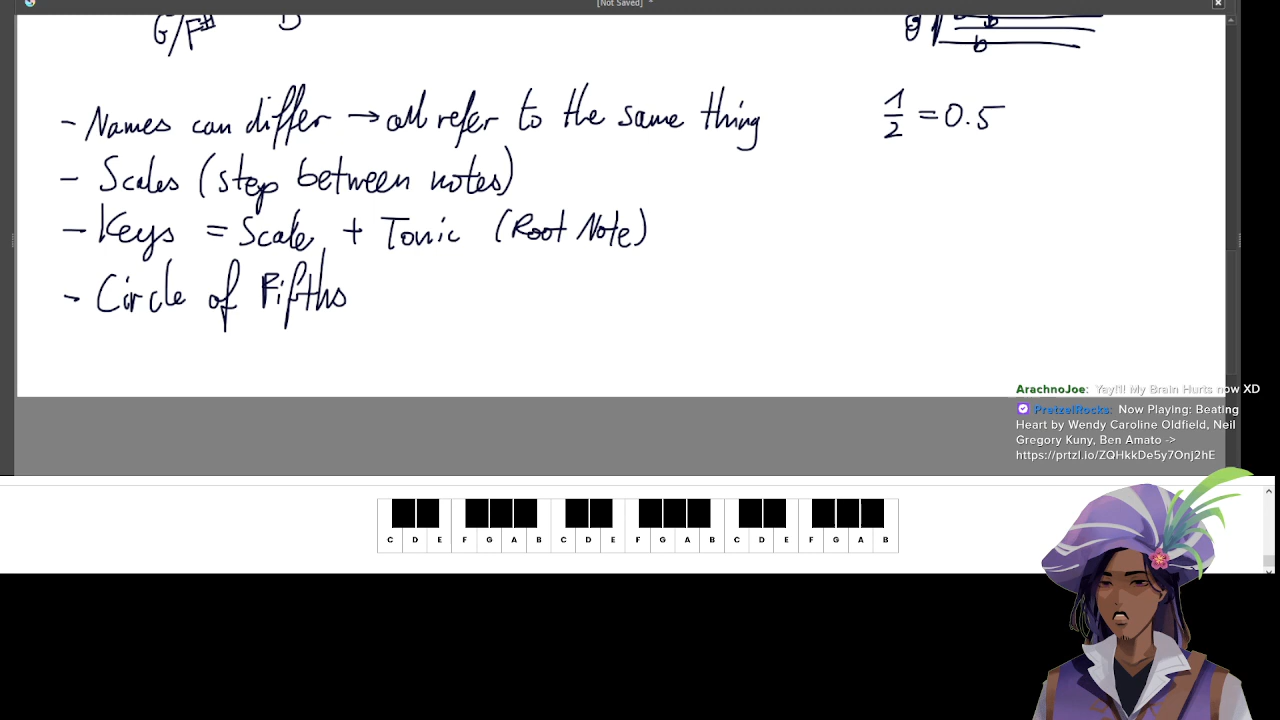 [Not Saved] *
G/F# D
- Names can differ → all refer to the same thing
1/2 = 0.5
- Scales (step between notes)
- Keys = Scale + Tonic (Root Note)
- Circle of Fifths
ArachnoJoe: Yay!!! My Brain Hurts now XD
PretzelRocks: Now Playing: Beating
Heart by Wendy Caroline Oldfield, Neil
Gregory Kuny, Ben Amato ->
https://prtzl.io/ZQHkkDe5y7Onj2hE
C D E F G A B C D E F G A B C D E F G A B